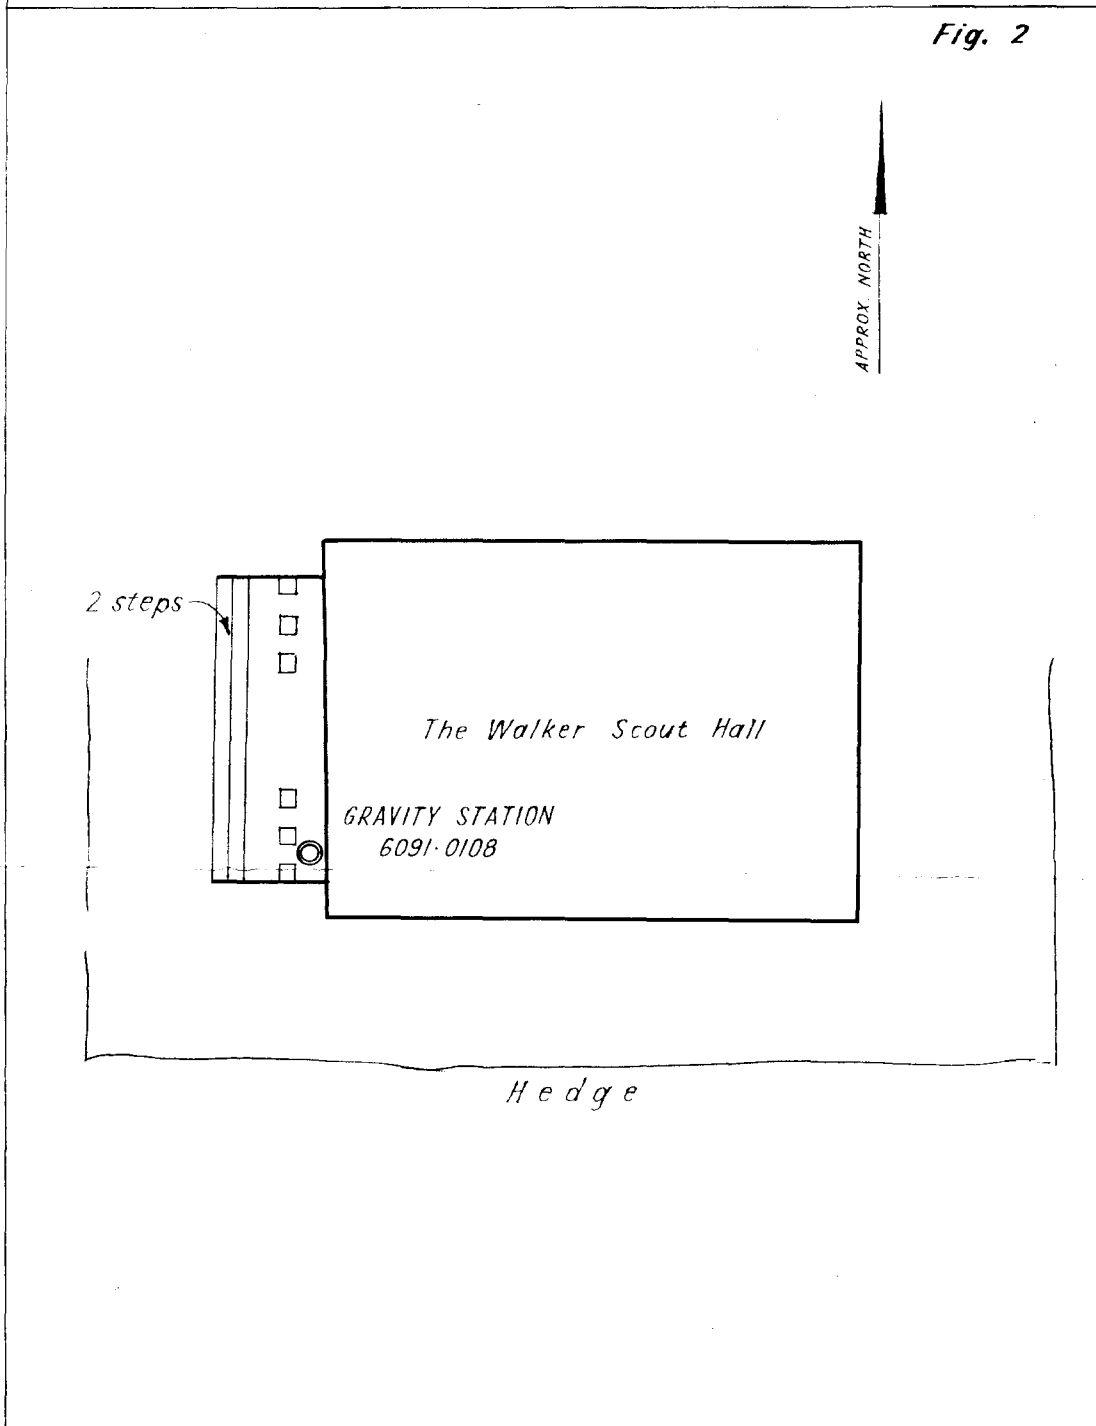 Fig. 2
APPROX. NORTH
2 steps
The Walker Scout Hall
GRAVITY STATION
6091·0108
Hedge